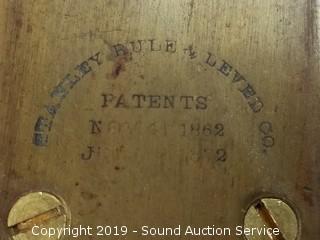 STANLEY RULE & LEVEL CO.
PATENTS
1862
Copyright 2019 - Sound Auction Service